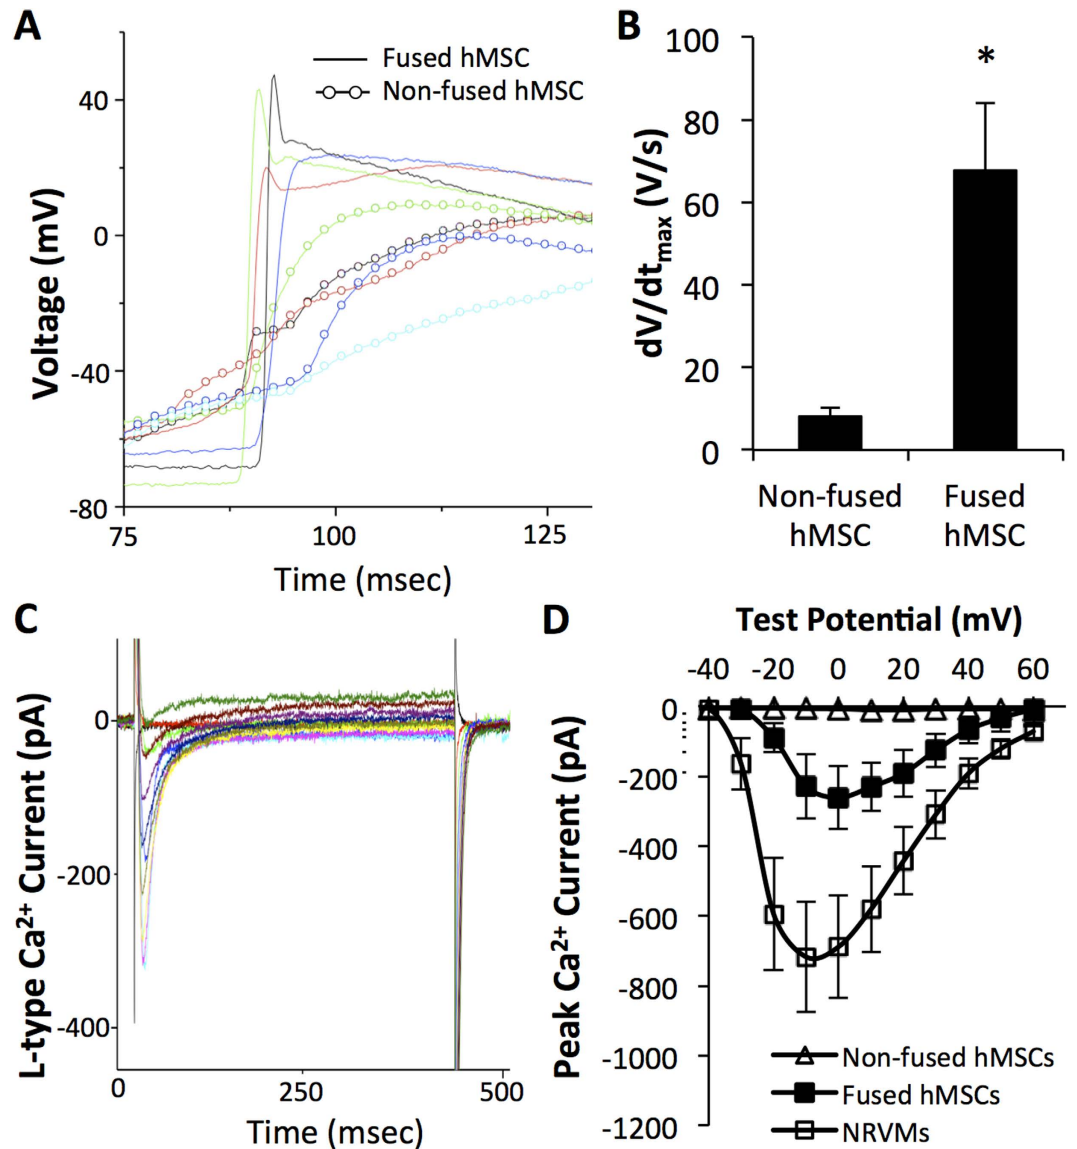 A
Fused hMSC
Non-fused hMSC
Voltage (mV)
40
0
-40
-80
75
100
125
Time (msec)
B
*
dV/dtmax (V/s)
100
80
60
40
20
0
Non-fused
hMSC
Fused
hMSC
C
L-type Ca2+ Current (pA)
0
-200
-400
0
250
500
Time (msec)
D
Test Potential (mV)
-40
-20
0
20
40
60
Peak Ca2+ Current (pA)
0
-200
-400
-600
-800
-1000
-1200
Non-fused hMSCs
Fused hMSCs
NRVMs